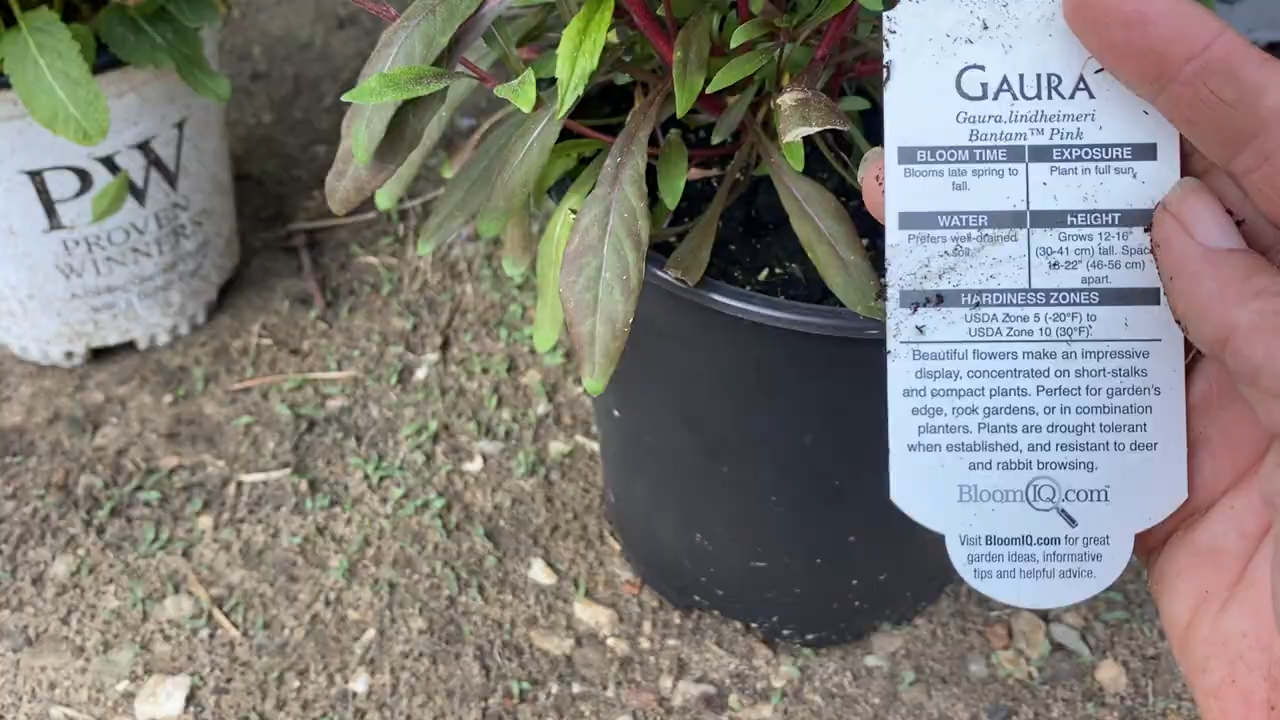 PW
PROVEN
WINNERS
GAURA
Gaura lindheimeri
Bantam™ Pink
BLOOM TIME
Blooms late spring to
fall.
EXPOSURE
Plant in full sun
WATER
Prefers well-drained
soil.
HEIGHT
Grows 12-16"
(30-41 cm) tall. Spac
18-22" (46-56 cm)
apart.
HARDINESS ZONES
USDA Zone 5 (-20°F) to
USDA Zone 10 (30°F).
Beautiful flowers make an impressive
display, concentrated on short-stalks
and compact plants. Perfect for garden's
edge, rock gardens, or in combination
planters. Plants are drought tolerant
when established, and resistant to deer
and rabbit browsing.
BloomIQ.com™
Visit BloomIQ.com for great
garden ideas, informative
tips and helpful advice.